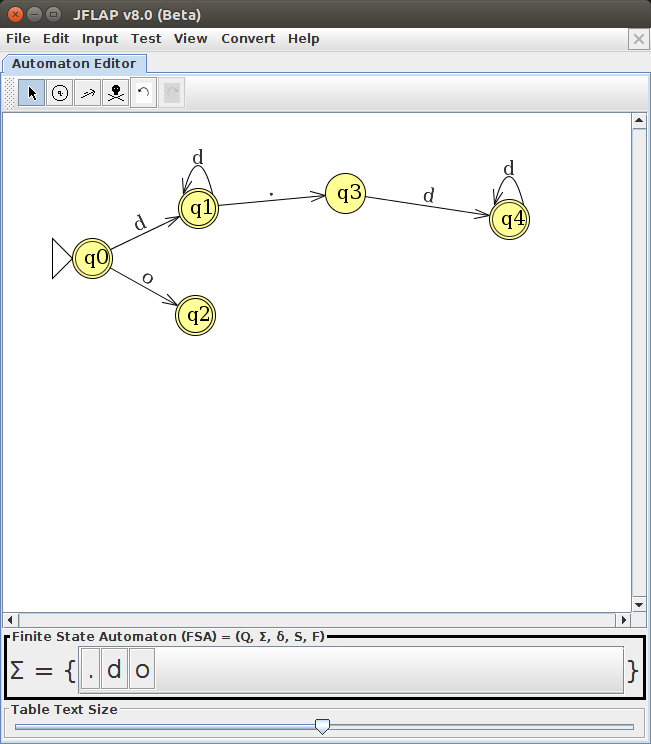 JFLAP v8.0 (Beta)
File Edit Input Test View Convert Help
Automaton Editor
d
d
q1
.
q3
d
q4
d
q0
o
q2
Finite State Automaton (FSA) = (Q, Σ, δ, S, F)
Σ = { . d o }
Table Text Size